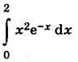 ∫₀² x²e⁻ˣ dx